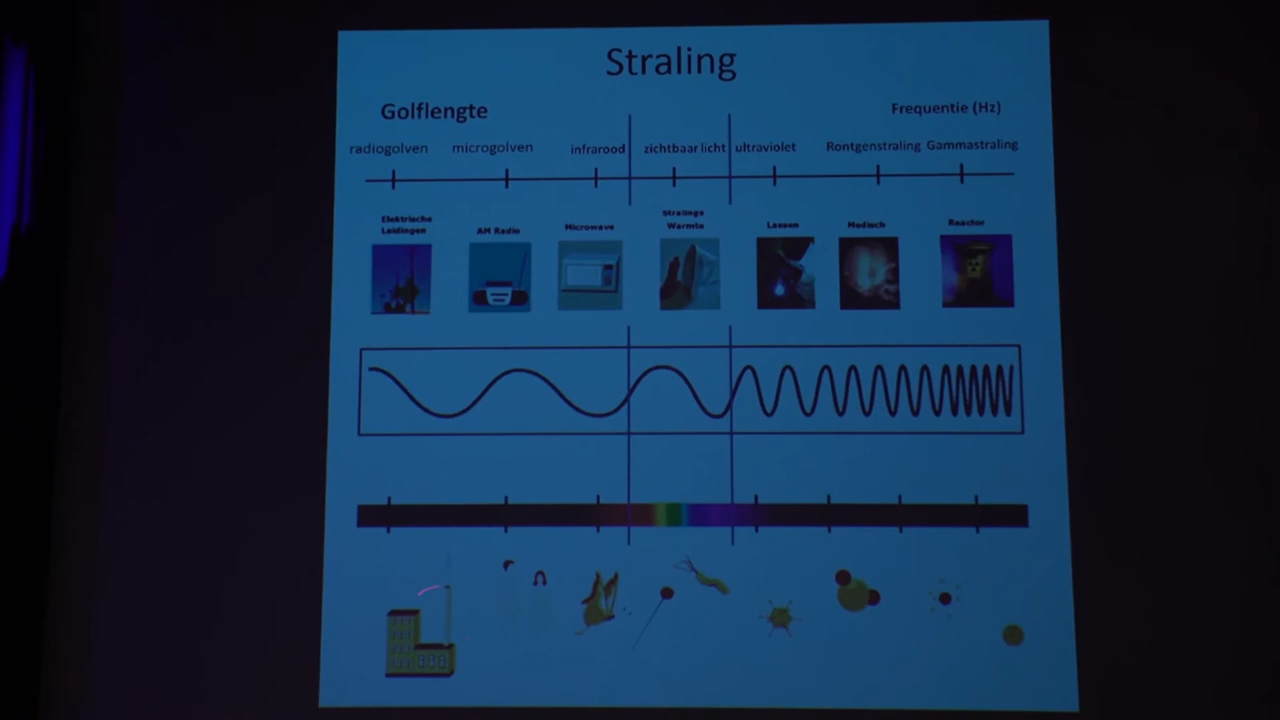 Straling
Golflengte
Frequentie (Hz)
radiogolven microgolven infrarood zichtbaar licht ultraviolet Rontgenstraling Gammastraling
Elektrische
Leidingen
AM Radio
Microwave
Stralings
Warmte
Lassen
Medisch
Reactor